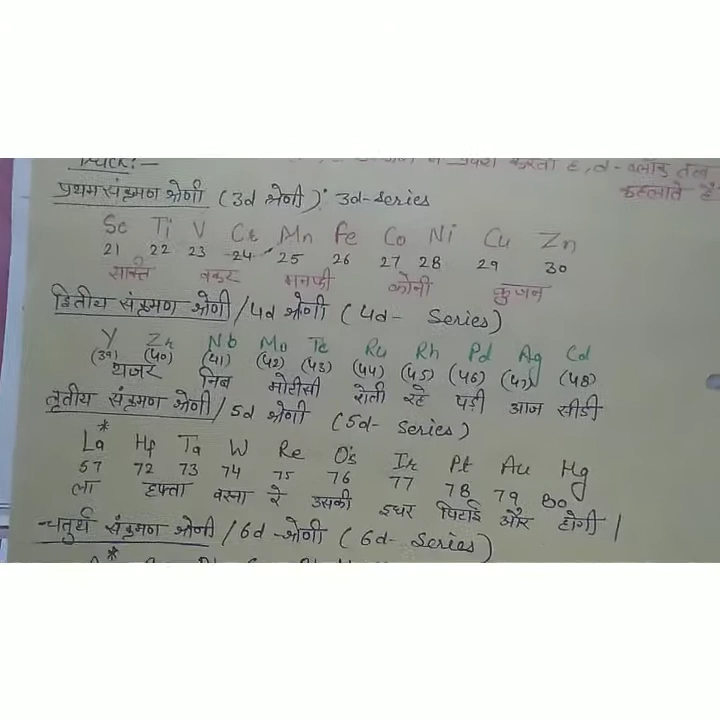 करता है, d-ब्लॉक तत्व
कहलाते हैं
प्रथम संक्रमण श्रेणी (3d श्रेणी): 3d-series
Sc Ti V Mn Fe Co Ni Cu Zn
21 22 23 24 25 26 27 28 29 30
वकर मनफी कोनी कुजन
द्वितीय संक्रमण श्रेणी/4d श्रेणी (4d- Series)
Y Zr Nb Mo Tc Ru Rh Pd Ag Cd
(39) (40) (41) (42) (43) (44) (45) (46) (47) (48)
यजर निब मोटीसी रोती रहे पड़ी आज सीडी
तृतीय संक्रमण श्रेणी/5d श्रेणी (5d- Series)
La* Hf Ta W Re Os Ir Pt Au Hg
57 72 73 74 75 76 77 78 79 80
ला हफ्ता वस्ना रे उसकी इधर पिटाई और होगी।
चतुर्थ संक्रमण श्रेणी/6d-श्रेणी (6d- Series)